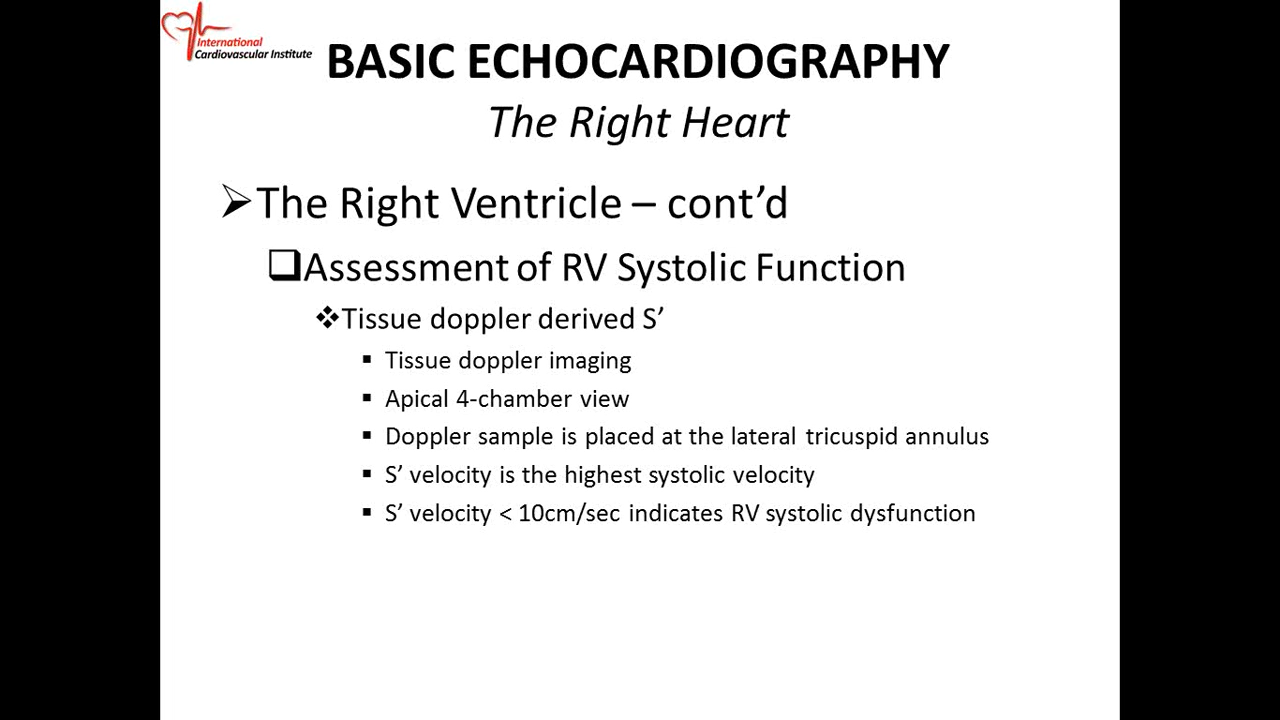 International
Cardiovascular Institute
BASIC ECHOCARDIOGRAPHY
The Right Heart
The Right Ventricle – cont’d
Assessment of RV Systolic Function
Tissue doppler derived S’
Tissue doppler imaging
Apical 4-chamber view
Doppler sample is placed at the lateral tricuspid annulus
S’ velocity is the highest systolic velocity
S’ velocity < 10cm/sec indicates RV systolic dysfunction